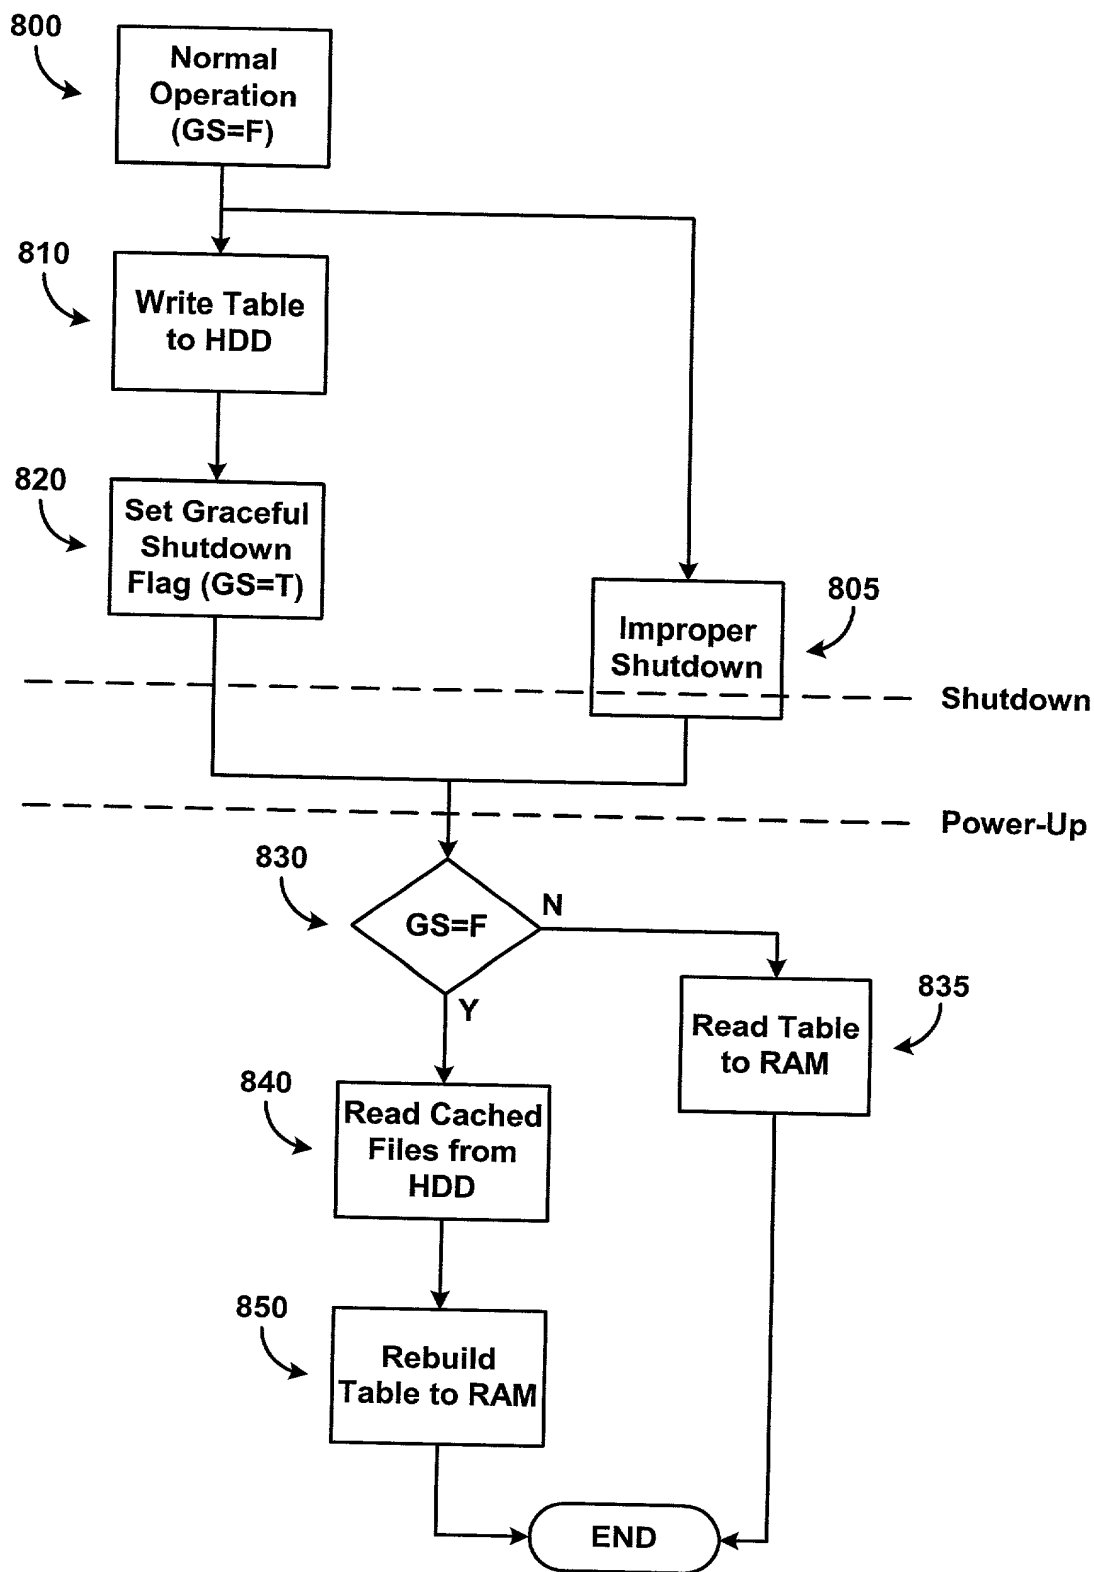 800
Normal
Operation
(GS=F)
810
Write Table
to HDD
820
Set Graceful
Shutdown
Flag (GS=T)
805
Improper
Shutdown
Shutdown
Power-Up
830
GS=F
N
Y
835
Read Table
to RAM
840
Read Cached
Files from
HDD
850
Rebuild
Table to RAM
END